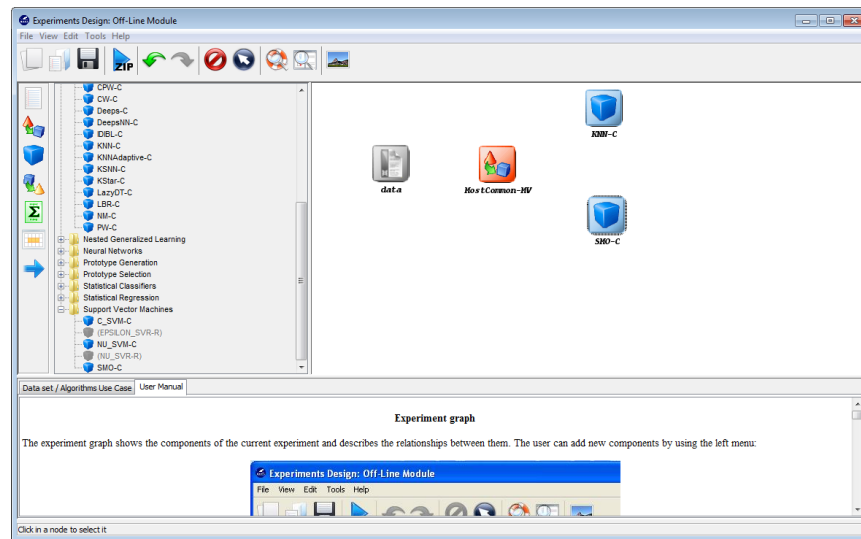 Experiments Design: Off-Line Module
File View Edit Tools Help
ZIP
CPW-C
CW-C
Deeps-C
DeepsNN-C
IDIBL-C
KNN-C
KNNAdaptive-C
KSNN-C
KStar-C
LazyDT-C
LBR-C
NM-C
PW-C
Nested Generalized Learning
Neural Networks
Prototype Generation
Prototype Selection
Statistical Classifiers
Statistical Regression
Support Vector Machines
C_SVM-C
(EPSILON_SVR-R)
NU_SVM-C
(NU_SVR-R)
SMO-C
KNN-C
data
MostCommon-MV
SMO-C
Data set / Algorithms Use Case
User Manual
Experiment graph
The experiment graph shows the components of the current experiment and describes the relationships between them. The user can add new components by using the left menu:
Experiments Design: Off-Line Module
File View Edit Tools Help
Click in a node to select it